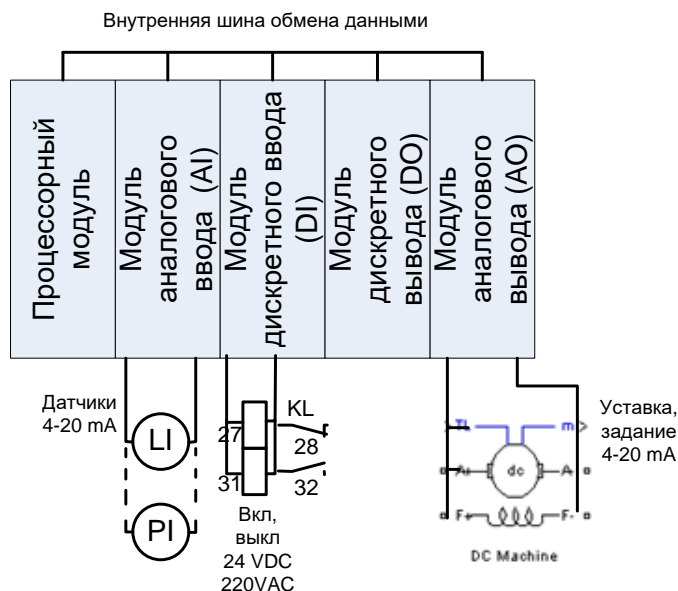 Внутренняя шина обмена данными
Процессорный
модуль
Модуль
аналогового
ввода (AI)
Модуль
дискретного ввода
(DI)
Модуль
дискретного
вывода (DO)
Модуль
аналогового
вывода (AO)
Датчики
4-20 mA
LI
PI
27
31
KL
28
32
Вкл,
выкл
24 VDC
220VAC
TL
m
A+
dc
A-
F+
F-
DC Machine
Уставка,
задание
4-20 mA